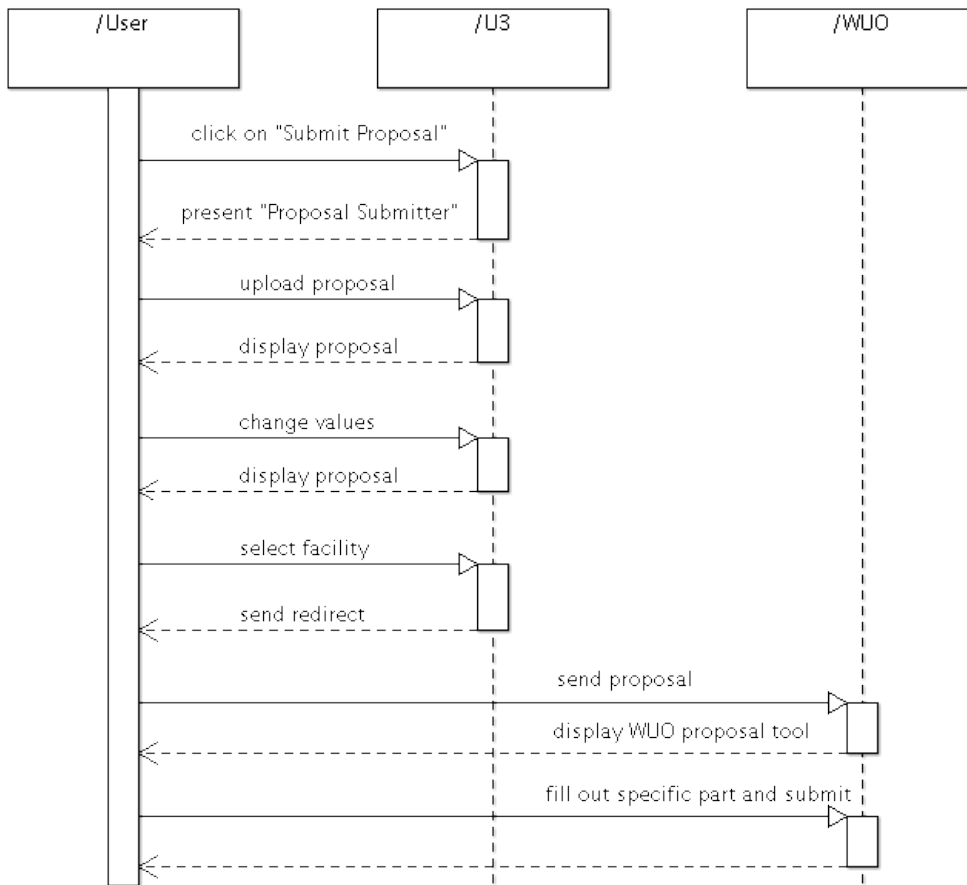 /User
/U3
/WUO
click on "Submit Proposal"
present "Proposal Submitter"
upload proposal
display proposal
change values
display proposal
select facility
send redirect
send proposal
display WUO proposal tool
fill out specific part and submit